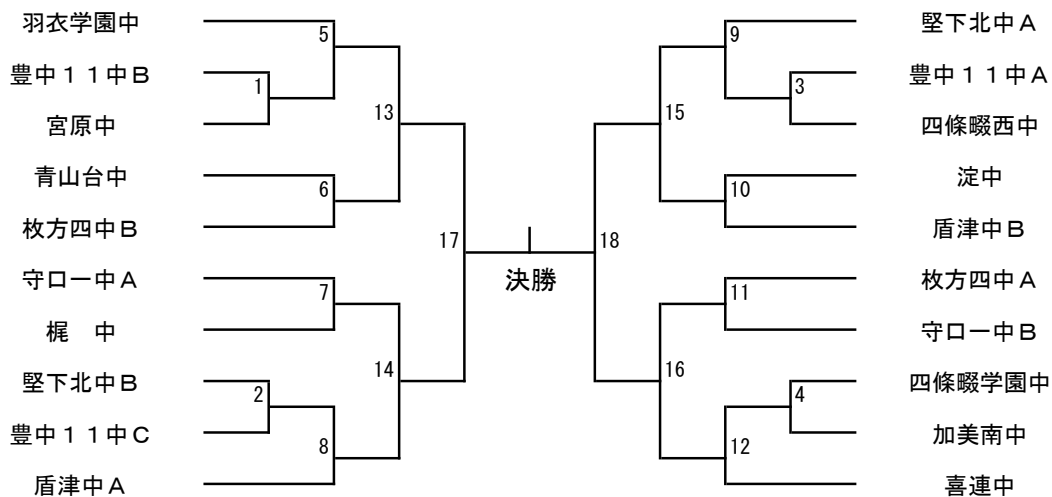 羽衣学園中
5
9
堅下北中Ａ
豊中１１中Ｂ
1
3
豊中１１中Ａ
宮原中
13
15
四條畷西中
青山台中
6
10
淀中
枚方四中Ｂ
17
18
盾津中Ｂ
守口一中Ａ
7
決勝
11
枚方四中Ａ
梶　中
守口一中Ｂ
14
16
堅下北中Ｂ
2
4
四條畷学園中
豊中１１中Ｃ
8
12
加美南中
盾津中Ａ
喜連中